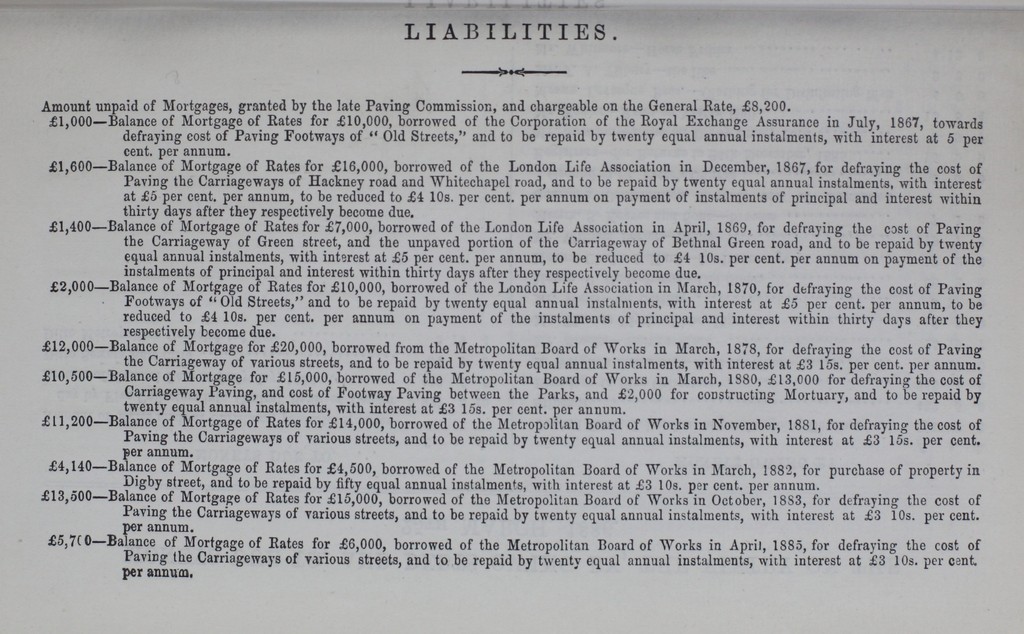 LIABILITIES.
Amount unpaid of Mortgages, granted by the late Paving Commission, and chargeable on the General Rate, £8,200.
£1,000—Balance of Mortgage of Rates for £10,000, borrowed of the Corporation of the Royal Exchange Assurance in July, 1867, towards
defraying cost of Paving Footways of “ Old Streets,” and to be repaid by twenty equal annual instalments, with interest at 5 per
cent. per annum.
£1,600—Balance of Mortgage of Rates for £16,000, borrowed of the London Life Association in December, 1867, for defraying the cost of
Paving the Carriageways of Hackney road and Whitechapel road, and to be repaid by twenty equal annual instalments, with interest
at £5 per cent. per annum, to be reduced to £4 10s. per cent. per annum on payment of instalments of principal and interest within
thirty days after they respectively become due.
£1,400—Balance of Mortgage of Rates for £7,000, borrowed of the London Life Association in April, 1869, for defraying the cost of Paving
the Carriageway of Green street, and the unpaved portion of the Carriageway of Bethnal Green road, and to be repaid by twenty
equal annual instalments, with interest at £5 per cent. per annum, to be reduced to £4 10s. per cent. per annum on payment of the
instalments of principal and interest within thirty days after they respectively become due.
£2,000—Balance of Mortgage of Rates for £10,000, borrowed of the London Life Association in March, 1870, for defraying the cost of Paving
Footways of “ Old Streets,” and to be repaid by twenty equal annual instalments, with interest at £5 per cent. per annum, to be
reduced to £4 10s. per cent. per annum on payment of the instalments of principal and interest within thirty days after they
respectively become due.
£12,000—Balance of Mortgage for £20,000, borrowed from the Metropolitan Board of Works in March, 1878, for defraying the cost of Paving
the Carriageway of various streets, and to be repaid by twenty equal annual instalments, with interest at £3 15s. per cent. per annum.
£10,500—Balance of Mortgage for £15,000, borrowed of the Metropolitan Board of Works in March, 1880, £13,000 for defraying the cost of
Carriageway Paving, and cost of Footway Paving between the Parks, and £2,000 for constructing Mortuary, and to be repaid by
twenty equal annual instalments, with interest at £3 15s. per cent. per annum.
£11,200—Balance of Mortgage of Rates for £14,000, borrowed of the Metropolitan Board of Works in November, 1881, for defraying the cost of
Paving the Carriageways of various streets, and to be repaid by twenty equal annual instalments, with interest at £3 15s. per cent.
per annum.
£4,140—Balance of Mortgage of Rates for £4,500, borrowed of the Metropolitan Board of Works in March, 1882, for purchase of property in
Digby street, and to be repaid by fifty equal annual instalments, with interest at £3 10s. per cent. per annum.
£13,500—Balance of Mortgage of Rates for £15,000, borrowed of the Metropolitan Board of Works in October, 1883, for defraying the cost of
Paving the Carriageways of various streets, and to be repaid by twenty equal annual instalments, with interest at £3 10s. per cent.
per annum.
£5,700—Balance of Mortgage of Rates for £6,000, borrowed of the Metropolitan Board of Works in April, 1885, for defraying the cost of
Paving the Carriageways of various streets, and to be repaid by twenty equal annual instalments, with interest at £3 10s. per cent.
per annum.